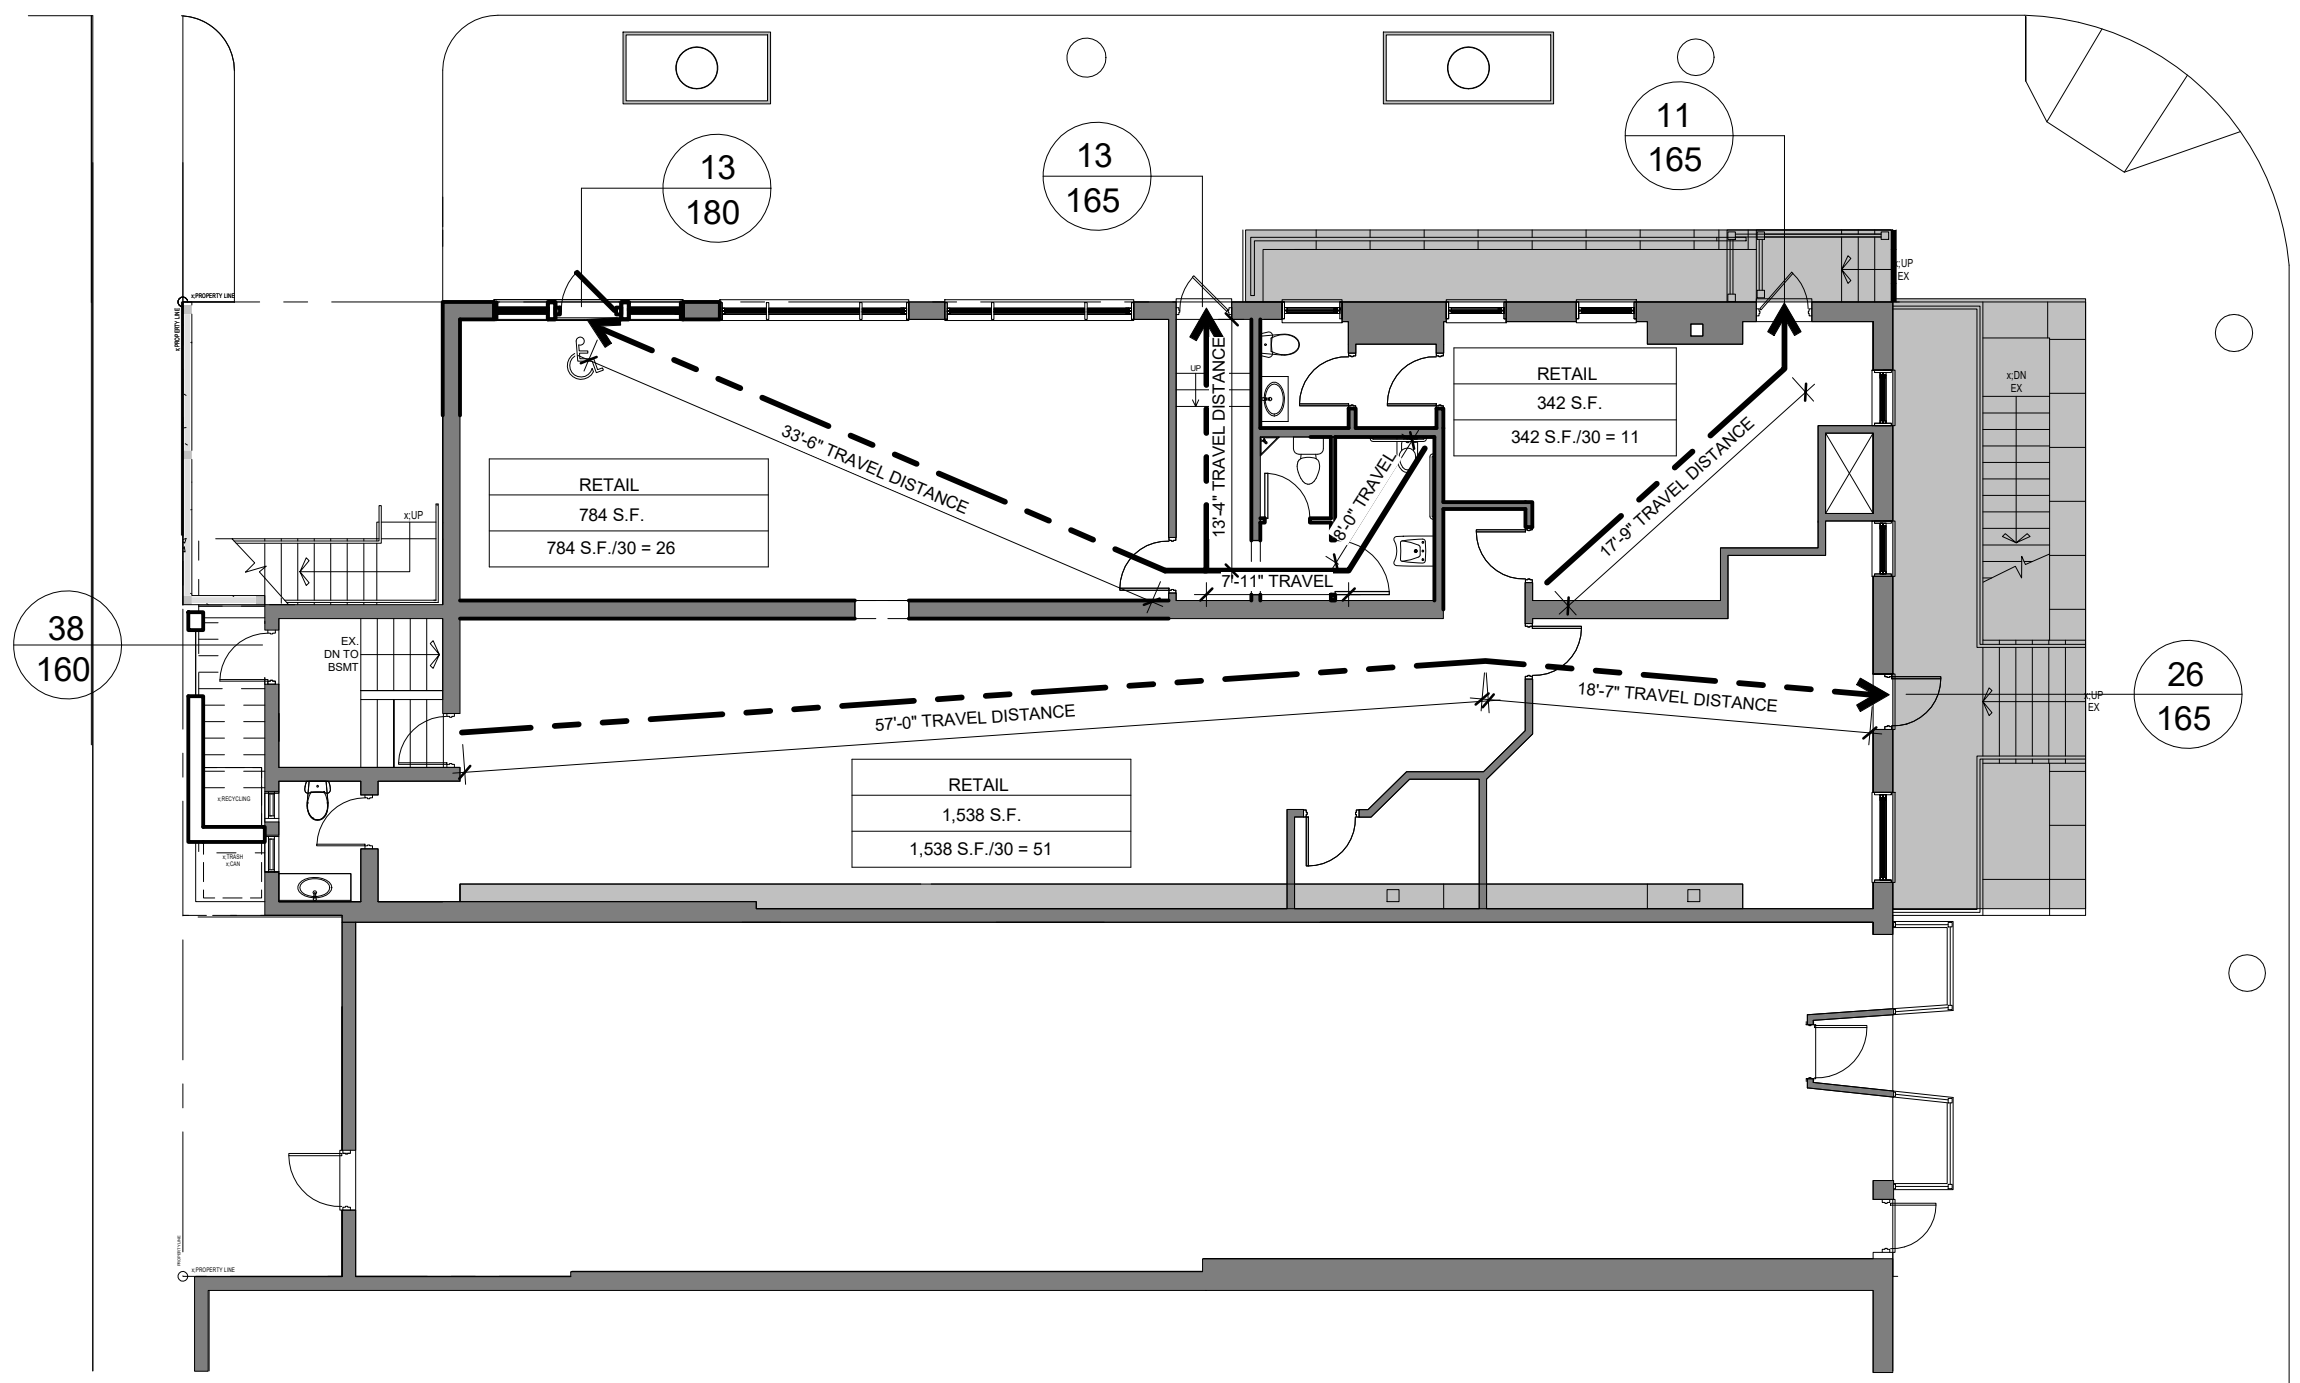 11
165
13
165
13
180
x;UP
EX
x;PROPERTY LINE
x;PROPERTY LINE
UP
RETAIL
342 S.F.
342 S.F./30 = 11
x;DN
EX
13'-4" TRAVEL DISTANCE
33'-6" TRAVEL DISTANCE
8'-0" TRAVEL
17'-9" TRAVEL DISTANCE
RETAIL
784 S.F.
784 S.F./30 = 26
x;UP
7'-11" TRAVEL
38
160
EX.
DN TO
BSMT
18'-7" TRAVEL DISTANCE
57'-0" TRAVEL DISTANCE
26
165
x;UP
EX
RETAIL
1,538 S.F.
1,538 S.F./30 = 51
x;RECYCLING
x;TRASH
x;CAN
PROPERTY LINE
x;PROPERTY LINE